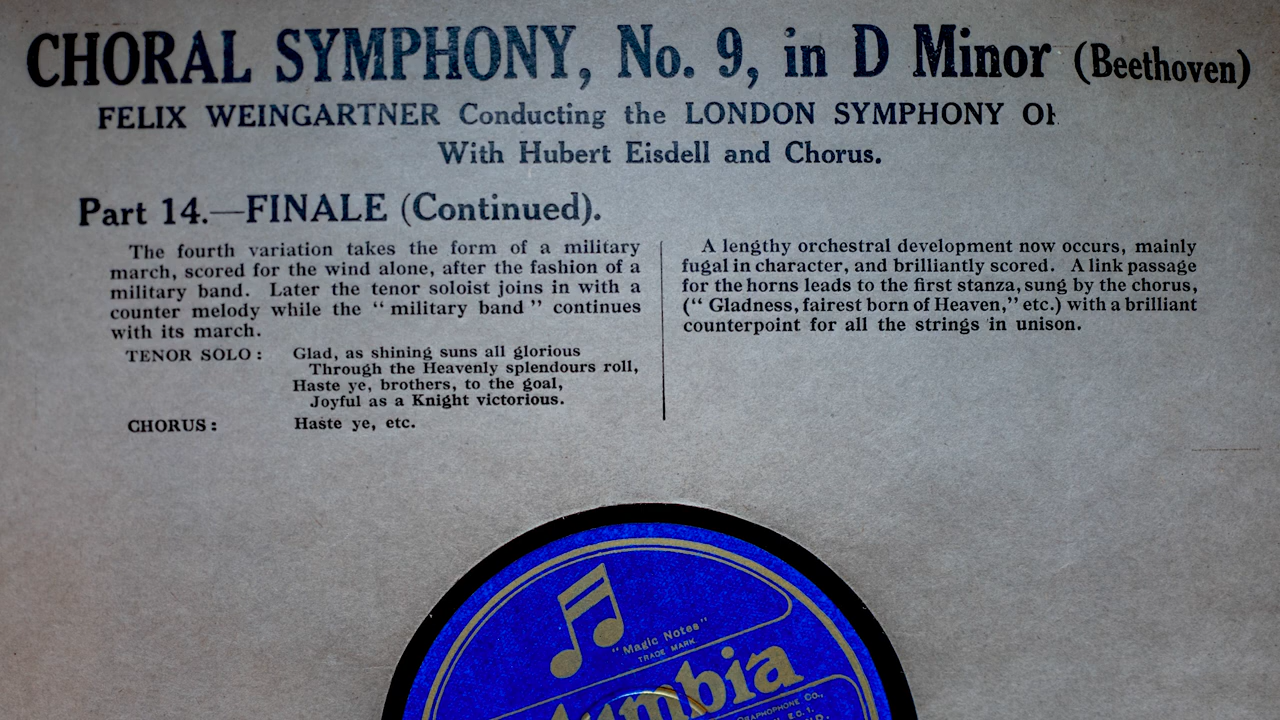 CHORAL SYMPHONY, No. 9, in D Minor (Beethoven)
FELIX WEINGARTNER Conducting the LONDON SYMPHONY
With Hubert Eisdell and Chorus.
Part 14.—FINALE (Continued).
The fourth variation takes the form of a military
march, scored for the wind alone, after the fashion of a
military band. Later the tenor soloist joins in with a
counter melody while the “ military band ” continues
with its march.
TENOR SOLO : Glad, as shining suns all glorious
Through the Heavenly splendours roll,
Haste ye, brothers, to the goal,
Joyful as a Knight victorious.
CHORUS : Haste ye, etc.
A lengthy orchestral development now occurs, mainly
fugal in character, and brilliantly scored. A link passage
for the horns leads to the first stanza, sung by the chorus,
(“ Gladness, fairest born of Heaven,” etc.) with a brilliant
counterpoint for all the strings in unison.
“Magic Notes”
TRADE MARK